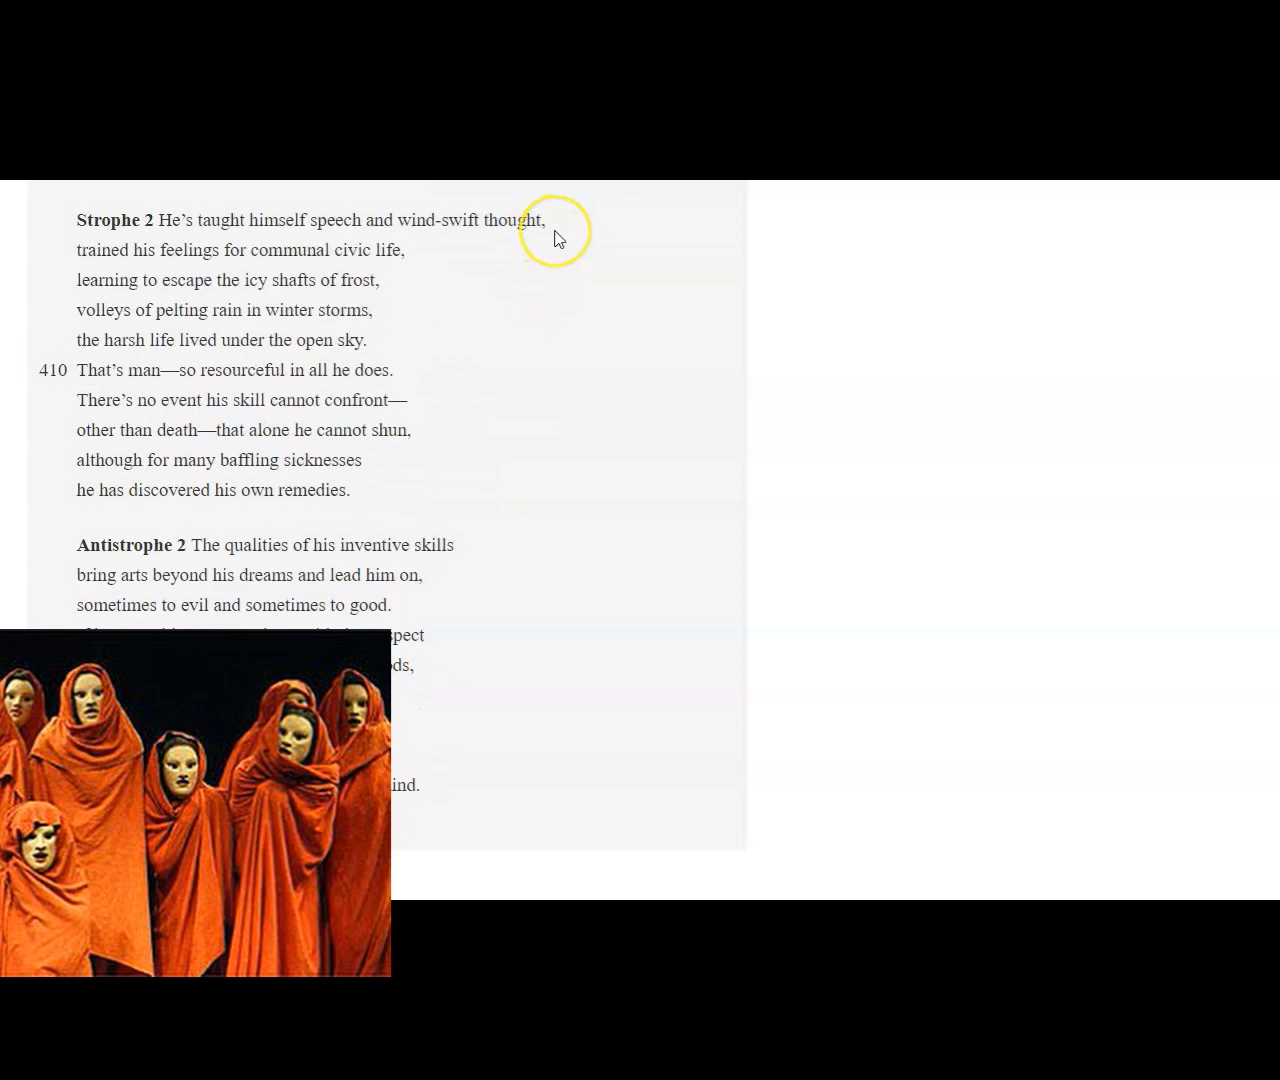 Strophe 2 He’s taught himself speech and wind-swift thought,
trained his feelings for communal civic life,
learning to escape the icy shafts of frost,
volleys of pelting rain in winter storms,
the harsh life lived under the open sky.
410 That’s man—so resourceful in all he does.
There’s no event his skill cannot confront—
other than death—that alone he cannot shun,
although for many baffling sicknesses
he has discovered his own remedies.
Antistrophe 2 The qualities of his inventive skills
bring arts beyond his dreams and lead him on,
sometimes to evil and sometimes to good.